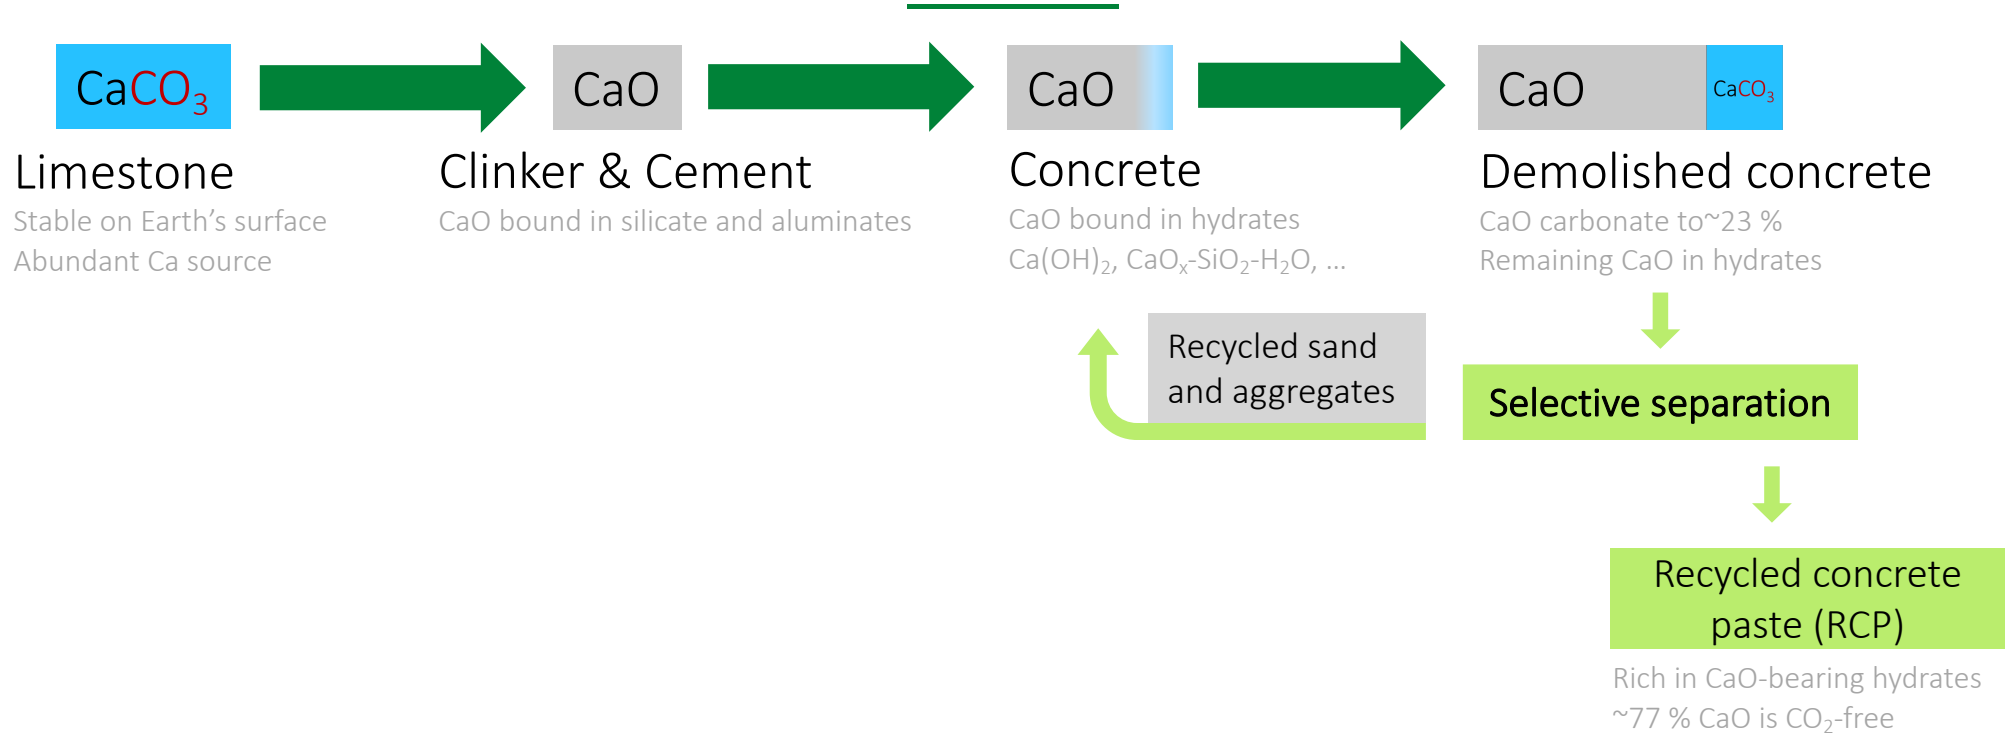 CaCO₃
Limestone
Stable on Earth’s surface
Abundant Ca source
CaO
Clinker & Cement
CaO bound in silicate and aluminates
CaO
Concrete
CaO bound in hydrates
Ca(OH)₂, CaOₓ-SiO₂-H₂O, ...
CaO
CaCO₃
Demolished concrete
CaO carbonate to~23 %
Remaining CaO in hydrates
Recycled sand
and aggregates
Selective separation
Recycled concrete
paste (RCP)
Rich in CaO-bearing hydrates
~77 % CaO is CO₂-free